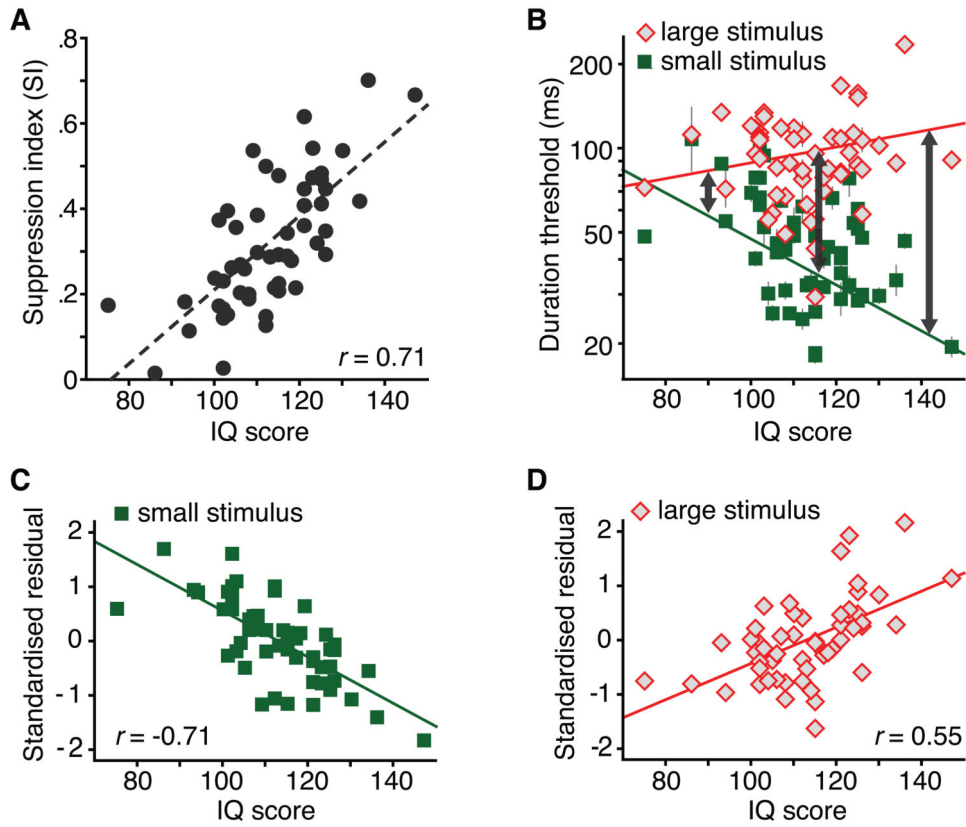 A
Suppression index (SI)
.8
.6
.4
.2
0
r = 0.71
80 100 120 140
IQ score
B
large stimulus
small stimulus
Duration threshold (ms)
200
100
50
20
80 100 120 140
IQ score
C
small stimulus
Standardised residual
2
1
0
-1
-2
r = -0.71
80 100 120 140
IQ score
D
large stimulus
Standardised residual
2
1
0
-1
-2
r = 0.55
80 100 120 140
IQ score